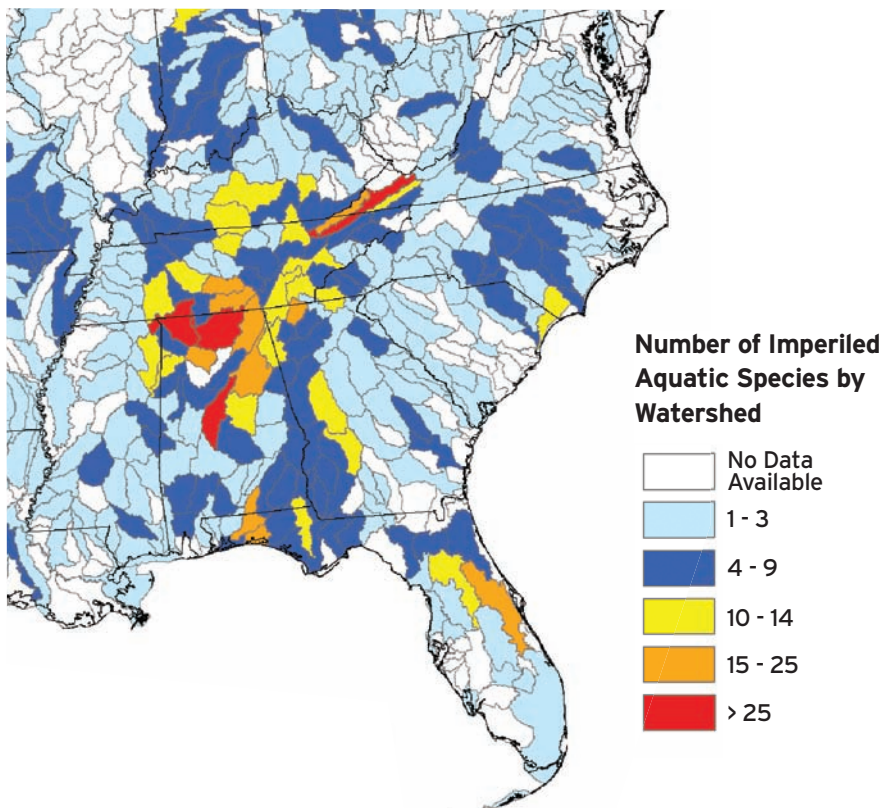 Number of Imperiled
Aquatic Species by
Watershed
No Data
Available
1 - 3
4 - 9
10 - 14
15 - 25
> 25